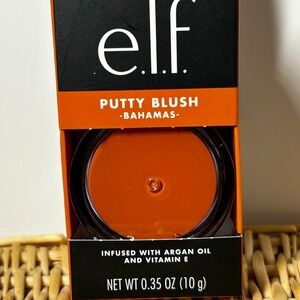 e.l.f.
PUTTY BLUSH
-BAHAMAS-
INFUSED WITH ARGAN OIL
AND VITAMIN E
NET WT 0.35 OZ (10 g)